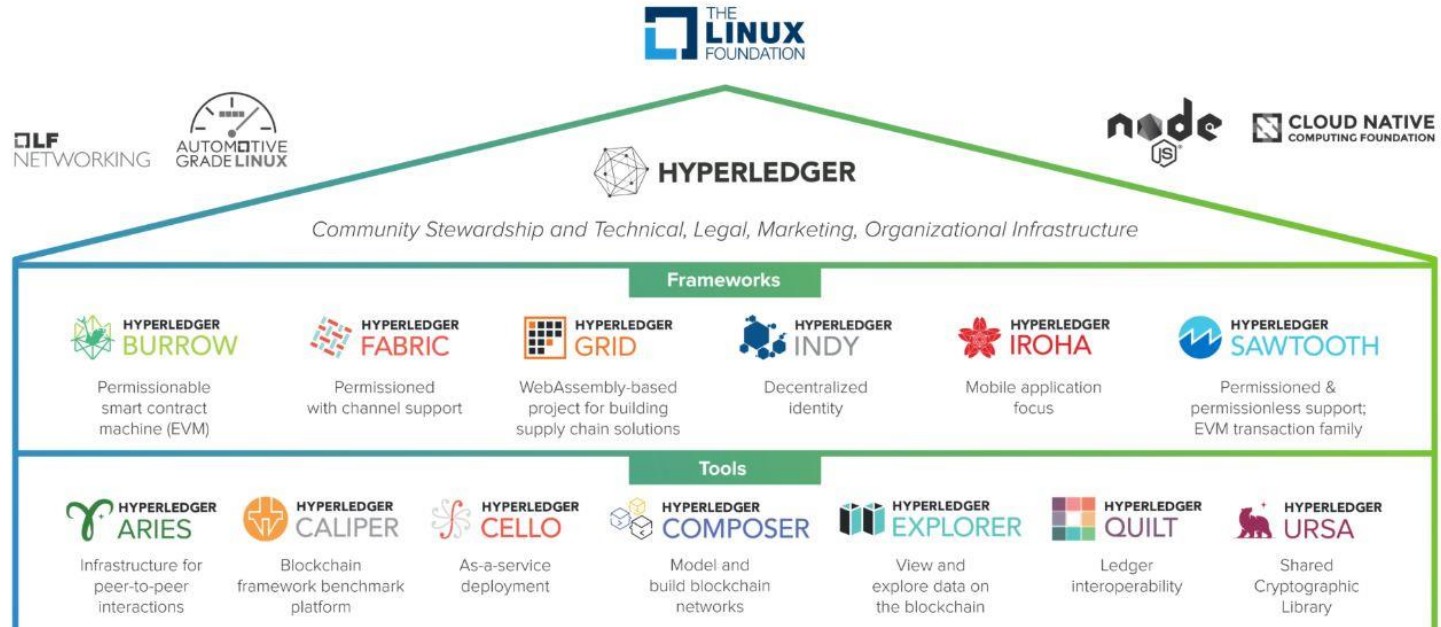 THE
LINUX
FOUNDATION
LF
NETWORKING
AUTOMOTIVE
GRADE LINUX
node
JS
CLOUD NATIVE
COMPUTING FOUNDATION
HYPERLEDGER
Community Stewardship and Technical, Legal, Marketing, Organizational Infrastructure
Frameworks
HYPERLEDGER
BURROW
Permissionable
smart contract
machine (EVM)
HYPERLEDGER
FABRIC
Permissioned
with channel support
HYPERLEDGER
GRID
WebAssembly-based
project for building
supply chain solutions
HYPERLEDGER
INDY
Decentralized
identity
HYPERLEDGER
IROHA
Mobile application
focus
HYPERLEDGER
SAWTOOTH
Permissioned &
permissionless support;
EVM transaction family
Tools
HYPERLEDGER
ARIES
Infrastructure for
peer-to-peer
interactions
HYPERLEDGER
CALIPER
Blockchain
framework benchmark
platform
HYPERLEDGER
CELLO
As-a-service
deployment
HYPERLEDGER
COMPOSER
Model and
build blockchain
networks
HYPERLEDGER
EXPLORER
View and
explore data on
the blockchain
HYPERLEDGER
QUILT
Ledger
interoperability
HYPERLEDGER
URSA
Shared
Cryptographic
Library